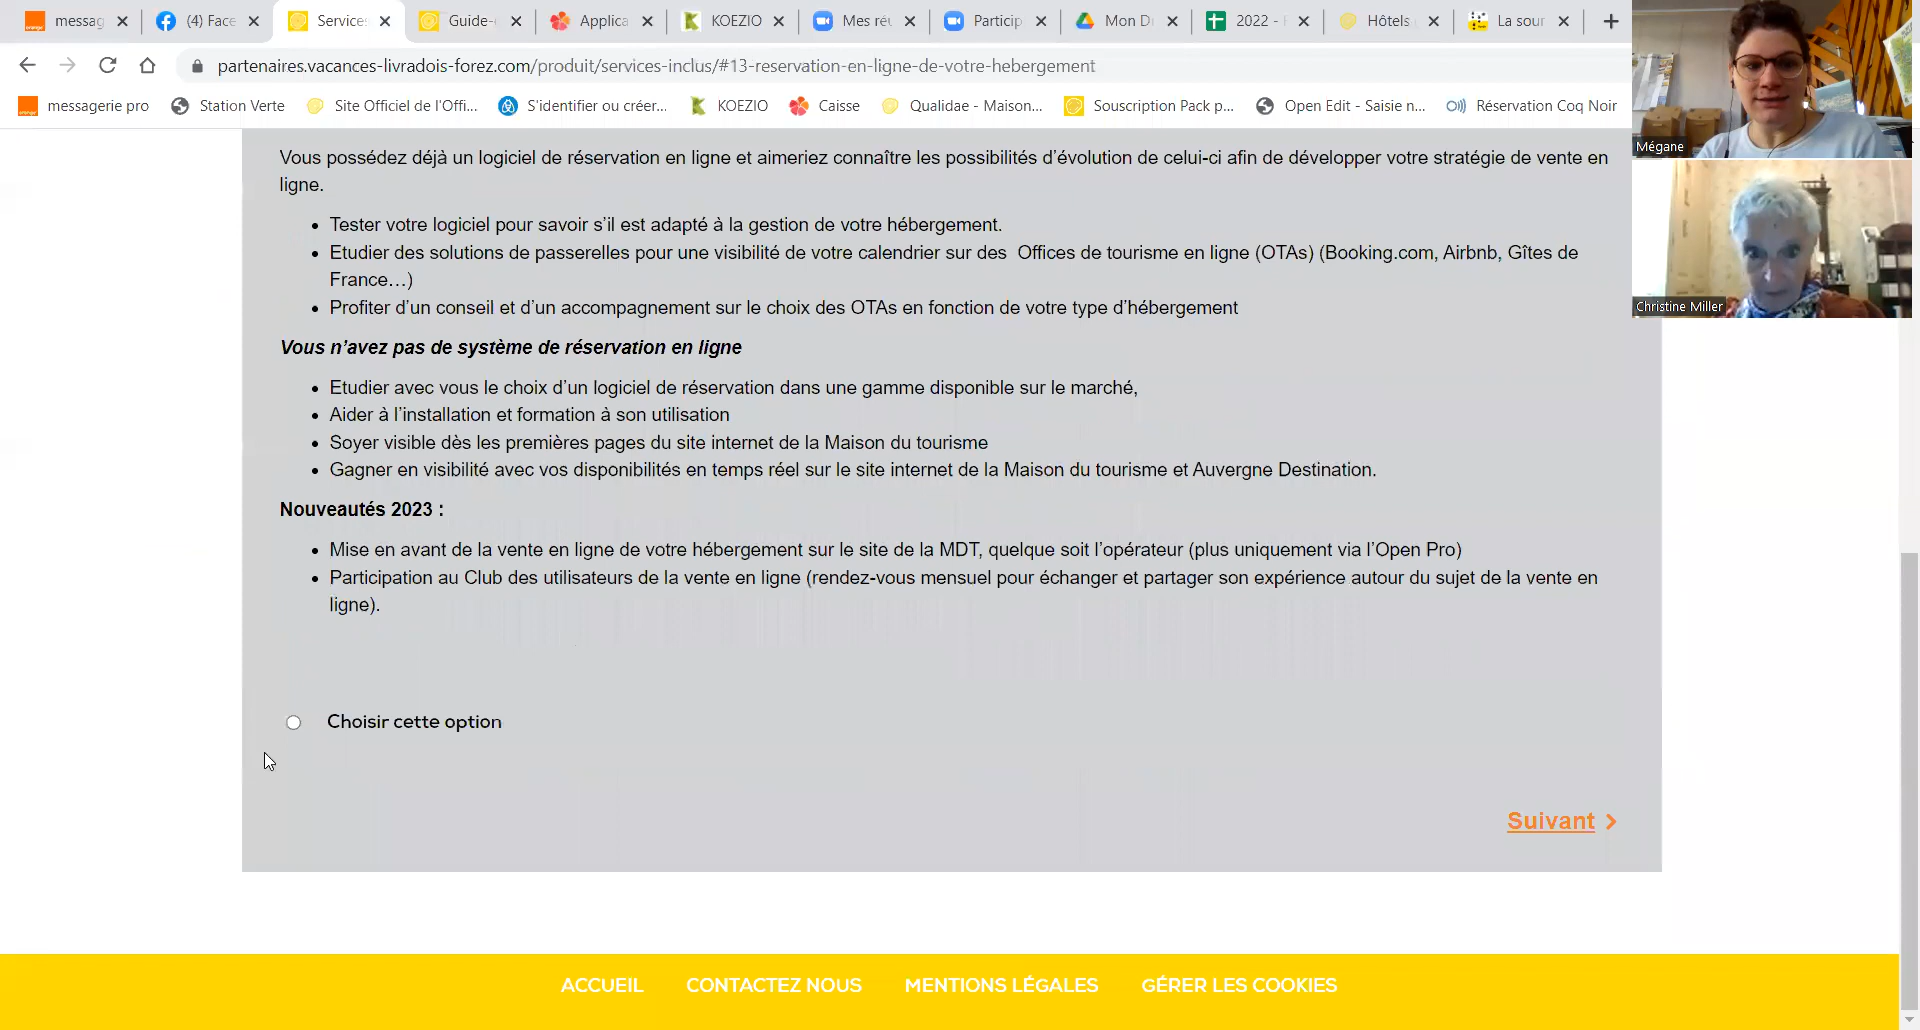 messag
(4) Face
Services
Guide-
Applica
KOEZIO
Mes réu
Particip
Mon D
2022 -
Hôtels
La sour
partenaires.vacances-livradois-forez.com/produit/services-inclus/#13-reservation-en-ligne-de-votre-hebergement
messagerie pro
Station Verte
Site Officiel de l'Offi...
S'identifier ou créer...
KOEZIO
Caisse
Qualidae - Maison...
Souscription Pack p...
Open Edit - Saisie n...
Réservation Coq Noir
Mégane
Christine Miller
Vous possédez déjà un logiciel de réservation en ligne et aimeriez connaître les possibilités d'évolution de celui-ci afin de développer votre stratégie de vente en
ligne.
• Tester votre logiciel pour savoir s'il est adapté à la gestion de votre hébergement.
• Etudier des solutions de passerelles pour une visibilité de votre calendrier sur des Offices de tourisme en ligne (OTAs) (Booking.com, Airbnb, Gîtes de
France…)
• Profiter d'un conseil et d'un accompagnement sur le choix des OTAs en fonction de votre type d'hébergement
Vous n'avez pas de système de réservation en ligne
• Etudier avec vous le choix d'un logiciel de réservation dans une gamme disponible sur le marché,
• Aider à l'installation et formation à son utilisation
• Soyer visible dès les premières pages du site internet de la Maison du tourisme
• Gagner en visibilité avec vos disponibilités en temps réel sur le site internet de la Maison du tourisme et Auvergne Destination.
Nouveautés 2023 :
• Mise en avant de la vente en ligne de votre hébergement sur le site de la MDT, quelque soit l'opérateur (plus uniquement via l'Open Pro)
• Participation au Club des utilisateurs de la vente en ligne (rendez-vous mensuel pour échanger et partager son expérience autour du sujet de la vente en
ligne).
Choisir cette option
Suivant
ACCUEIL
CONTACTEZ NOUS
MENTIONS LÉGALES
GÉRER LES COOKIES